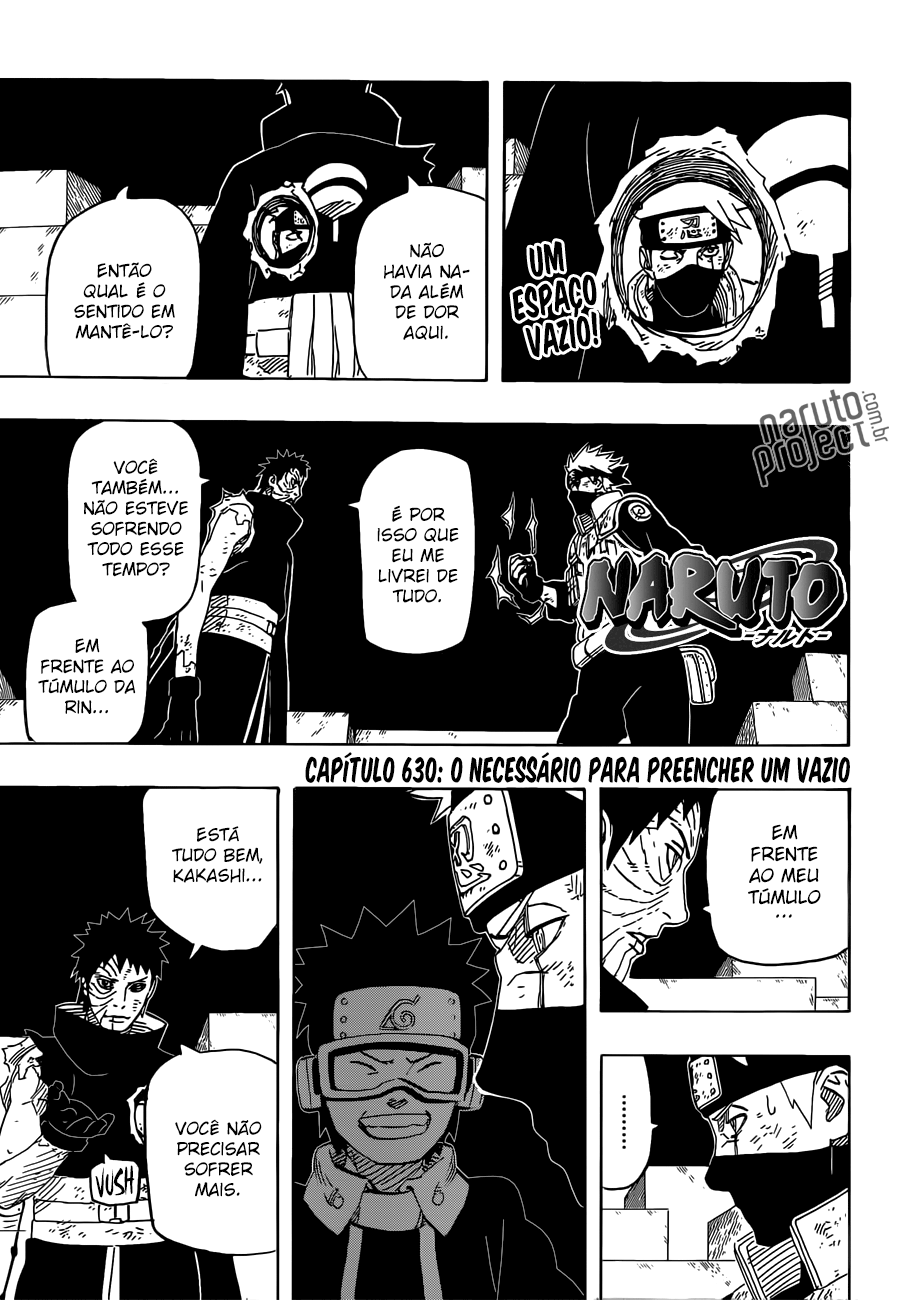 UM
ESPAÇO
VAZIO!
NÃO
HAVIA NA-
DA ALÉM
DE DOR
AQUI.
ENTÃO
QUAL É O
SENTIDO EM
MANTÊ-LO?
naruto
project
.com.br
É POR
ISSO QUE
EU ME
LIVREI DE
TUDO.
VOCÊ
TAMBÉM...
NÃO ESTEVE
SOFRENDO
TODO ESSE
TEMPO?
EM
FRENTE AO
TÚMULO DA
RIN...
NARUTO
-ナルト-
CAPÍTULO 630: O NECESSÁRIO PARA PREENCHER UM VAZIO
EM
FRENTE
AO MEU
TÚMULO
...
.........
ESTÁ
TUDO BEM,
KAKASHI...
VOCÊ NÃO
PRECISAR
SOFRER
MAIS.
VUSH